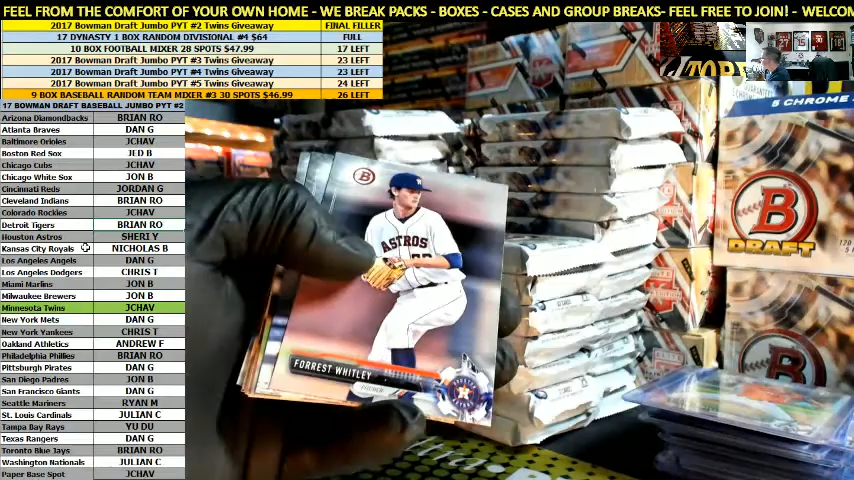 FEEL FROM THE COMFORT OF YOUR OWN HOME - WE BREAK PACKS - BOXES - CASES AND GROUP BREAKS- FEEL FREE TO JOIN! - WELCOM
2017 Bowman Draft Jumbo PYT #2 Twins Giveaway FINAL FILLER
17 DYNASTY 1 BOX RANDOM DIVISIONAL #4 $64 FULL
10 BOX FOOTBALL MIXER 28 SPOTS $47.99 17 LEFT
2017 Bowman Draft Jumbo PYT #3 Twins Giveaway 23 LEFT
2017 Bowman Draft Jumbo PYT #4 Twins Giveaway 23 LEFT
2017 Bowman Draft Jumbo PYT #5 Twins Giveaway 24 LEFT
9 BOX BASEBALL RANDOM TEAM MIXER #3 30 SPOTS $46.99 26 LEFT
17 BOWMAN DRAFT BASEBALL JUMBO PYT #2
Arizona Diamondbacks BRIAN RO
Atlanta Braves DAN G
Baltimore Orioles JCHAV
Boston Red Sox JED B
Chicago Cubs JCHAV
Chicago White Sox JON B
Cincinnati Reds JORDAN G
Cleveland Indians BRIAN RO
Colorado Rockies JCHAV
Detroit Tigers BRIAN RO
Houston Astros SHERI Y
Kansas City Royals NICHOLAS B
Los Angeles Angels DAN G
Los Angeles Dodgers CHRIS T
Miami Marlins JON B
Milwaukee Brewers JON B
Minnesota Twins JCHAV
New York Mets DAN G
New York Yankees CHRIS T
Oakland Athletics ANDREW F
Philadelphia Phillies BRIAN RO
Pittsburgh Pirates DAN G
San Diego Padres JON B
San Francisco Giants DAN G
Seattle Mariners RYAN M
St. Louis Cardinals JULIAN C
Tampa Bay Rays YU DU
Texas Rangers DAN G
Toronto Blue Jays BRIAN RO
Washington Nationals JULIAN C
Paper Base Spot JCHAV
B
ASTROS
FORREST WHITLEY
PITCHER
5 CHROME
B
DRAFT
B